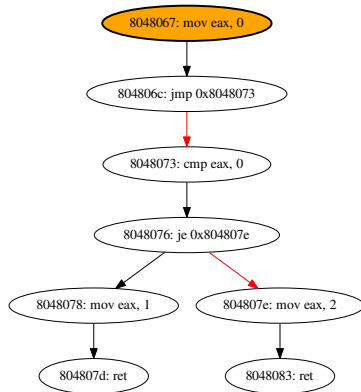 8048067: mov eax, 0
804806c: jmp 0x8048073
8048073: cmp eax, 0
8048076: je 0x804807e
8048078: mov eax, 1
804807e: mov eax, 2
804807d: ret
8048083: ret